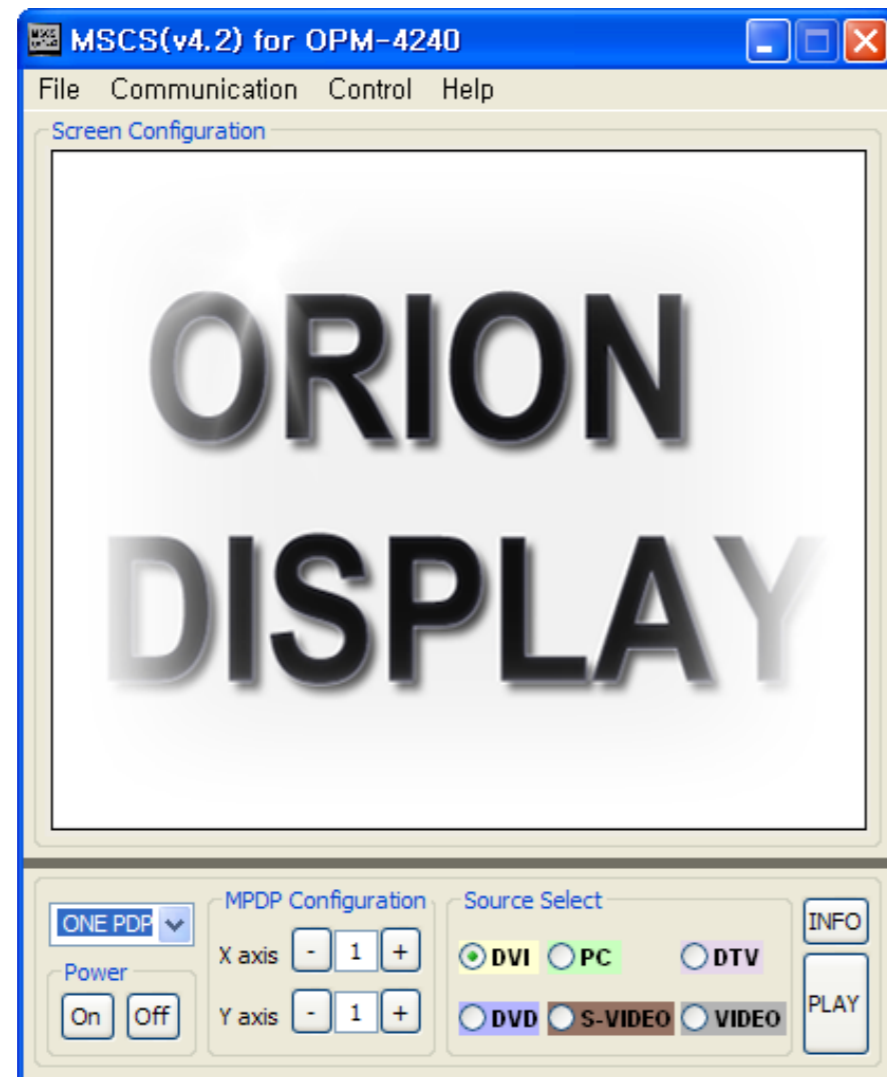 MSCS(v4.2) for OPM-4240
File Communication Control Help
Screen Configuration
ORION
DISPLAY
ONE PDP
Power
On Off
MPDP Configuration
X axis - 1 +
Y axis - 1 +
Source Select
DVI PC DTV
DVD S-VIDEO VIDEO
INFO
PLAY